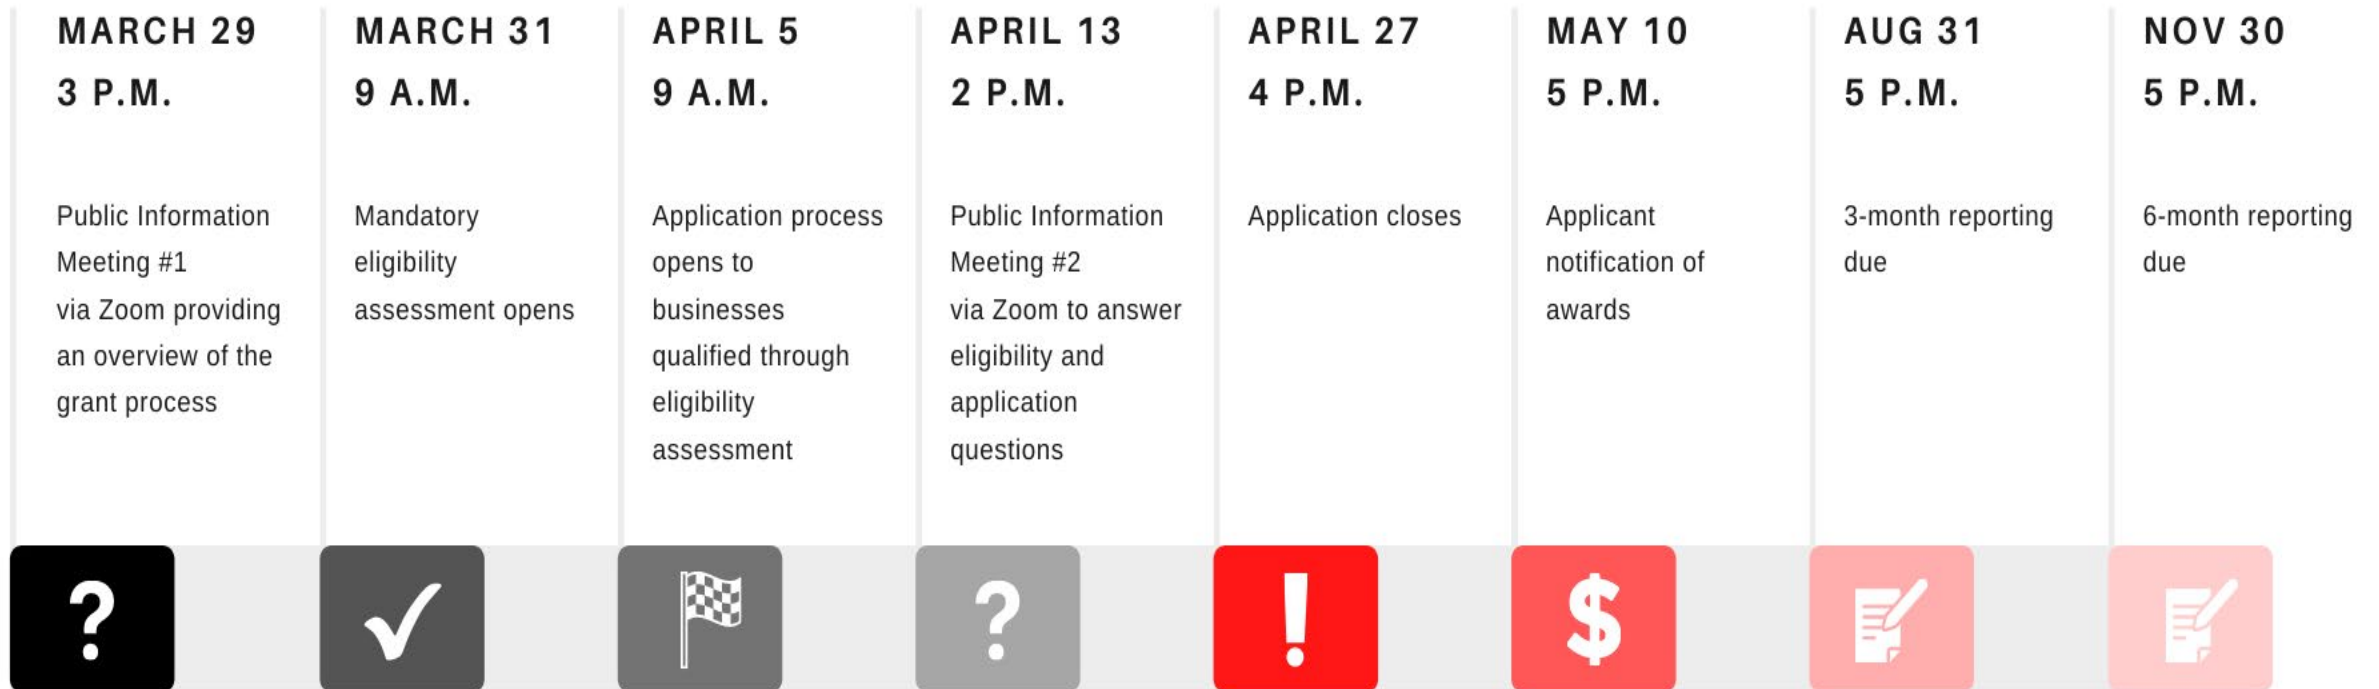 MARCH 29
3 P.M.
Public Information
Meeting #1
via Zoom providing
an overview of the
grant process
?
MARCH 31
9 A.M.
Mandatory
eligibility
assessment opens
APRIL 5
9 A.M.
Application process
opens to
businesses
qualified through
eligibility
assessment
APRIL 13
2 P.M.
Public Information
Meeting #2
via Zoom to answer
eligibility and
application
questions
?
APRIL 27
4 P.M.
Application closes
!
MAY 10
5 P.M.
Applicant
notification of
awards
$
AUG 31
5 P.M.
3-month reporting
due
NOV 30
5 P.M.
6-month reporting
due